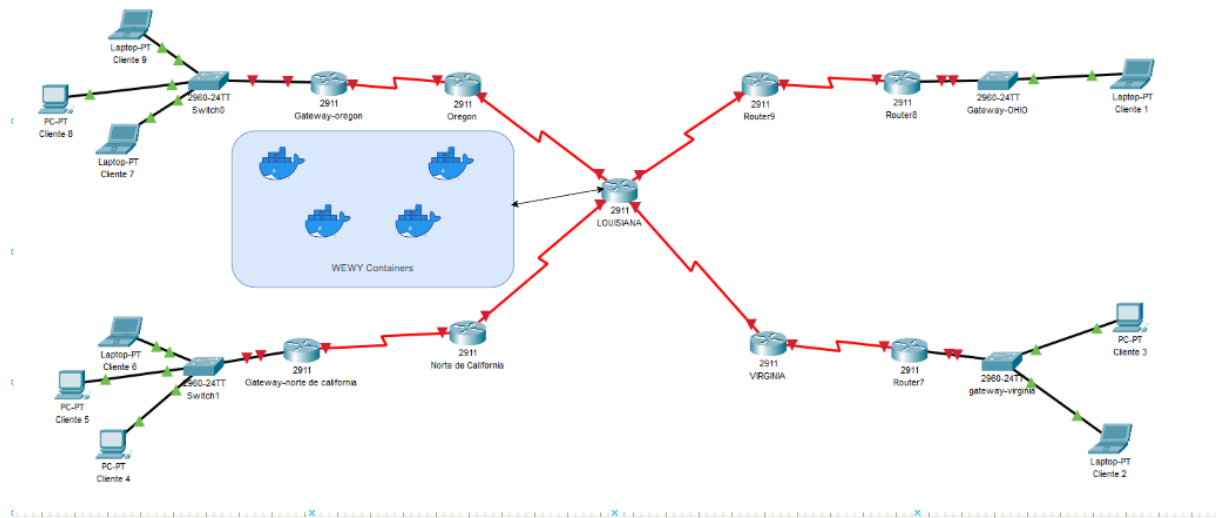 Laptop-PT
Cliente 9
PC-PT
Cliente 8
Laptop-PT
Cliente 7
2960-24TT
Switch0
2911
Gateway-oregon
2911
Oregon
2911
Router9
2911
Router8
2960-24TT
Gateway-OHIO
Laptop-PT
Cliente 1
2911
LOUISIANA
WEWY Containers
Laptop-PT
Cliente 6
PC-PT
Cliente 5
PC-PT
Cliente 4
2960-24TT
Switch1
2911
Gateway-norte de california
2911
Norte de California
2911
VIRGINIA
2911
Router7
2960-24TT
gateway-virginia
PC-PT
Cliente 3
Laptop-PT
Cliente 2